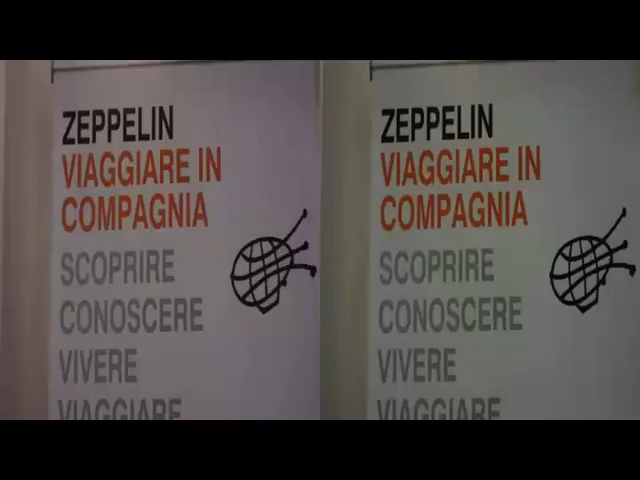 ZEPPELIN
VIAGGIARE IN
COMPAGNIA
SCOPRIRE
CONOSCERE
VIVERE
VIAGGIARE
ZEPPELIN
VIAGGIARE IN
COMPAGNIA
SCOPRIRE
CONOSCERE
VIVERE
VIAGGIARE